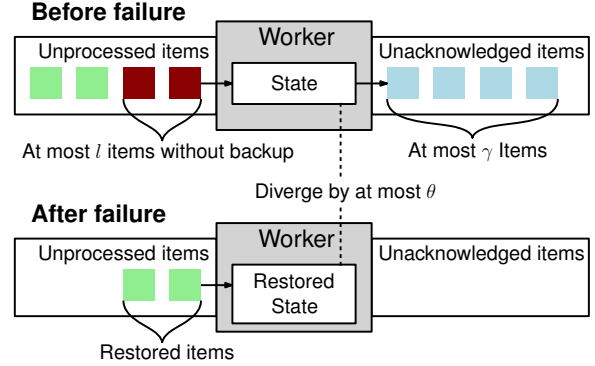 Before failure
Unprocessed items
Worker
Unacknowledged items
State
At most l items without backup
At most γ Items
Diverge by at most θ
After failure
Unprocessed items
Worker
Unacknowledged items
Restored
State
Restored items